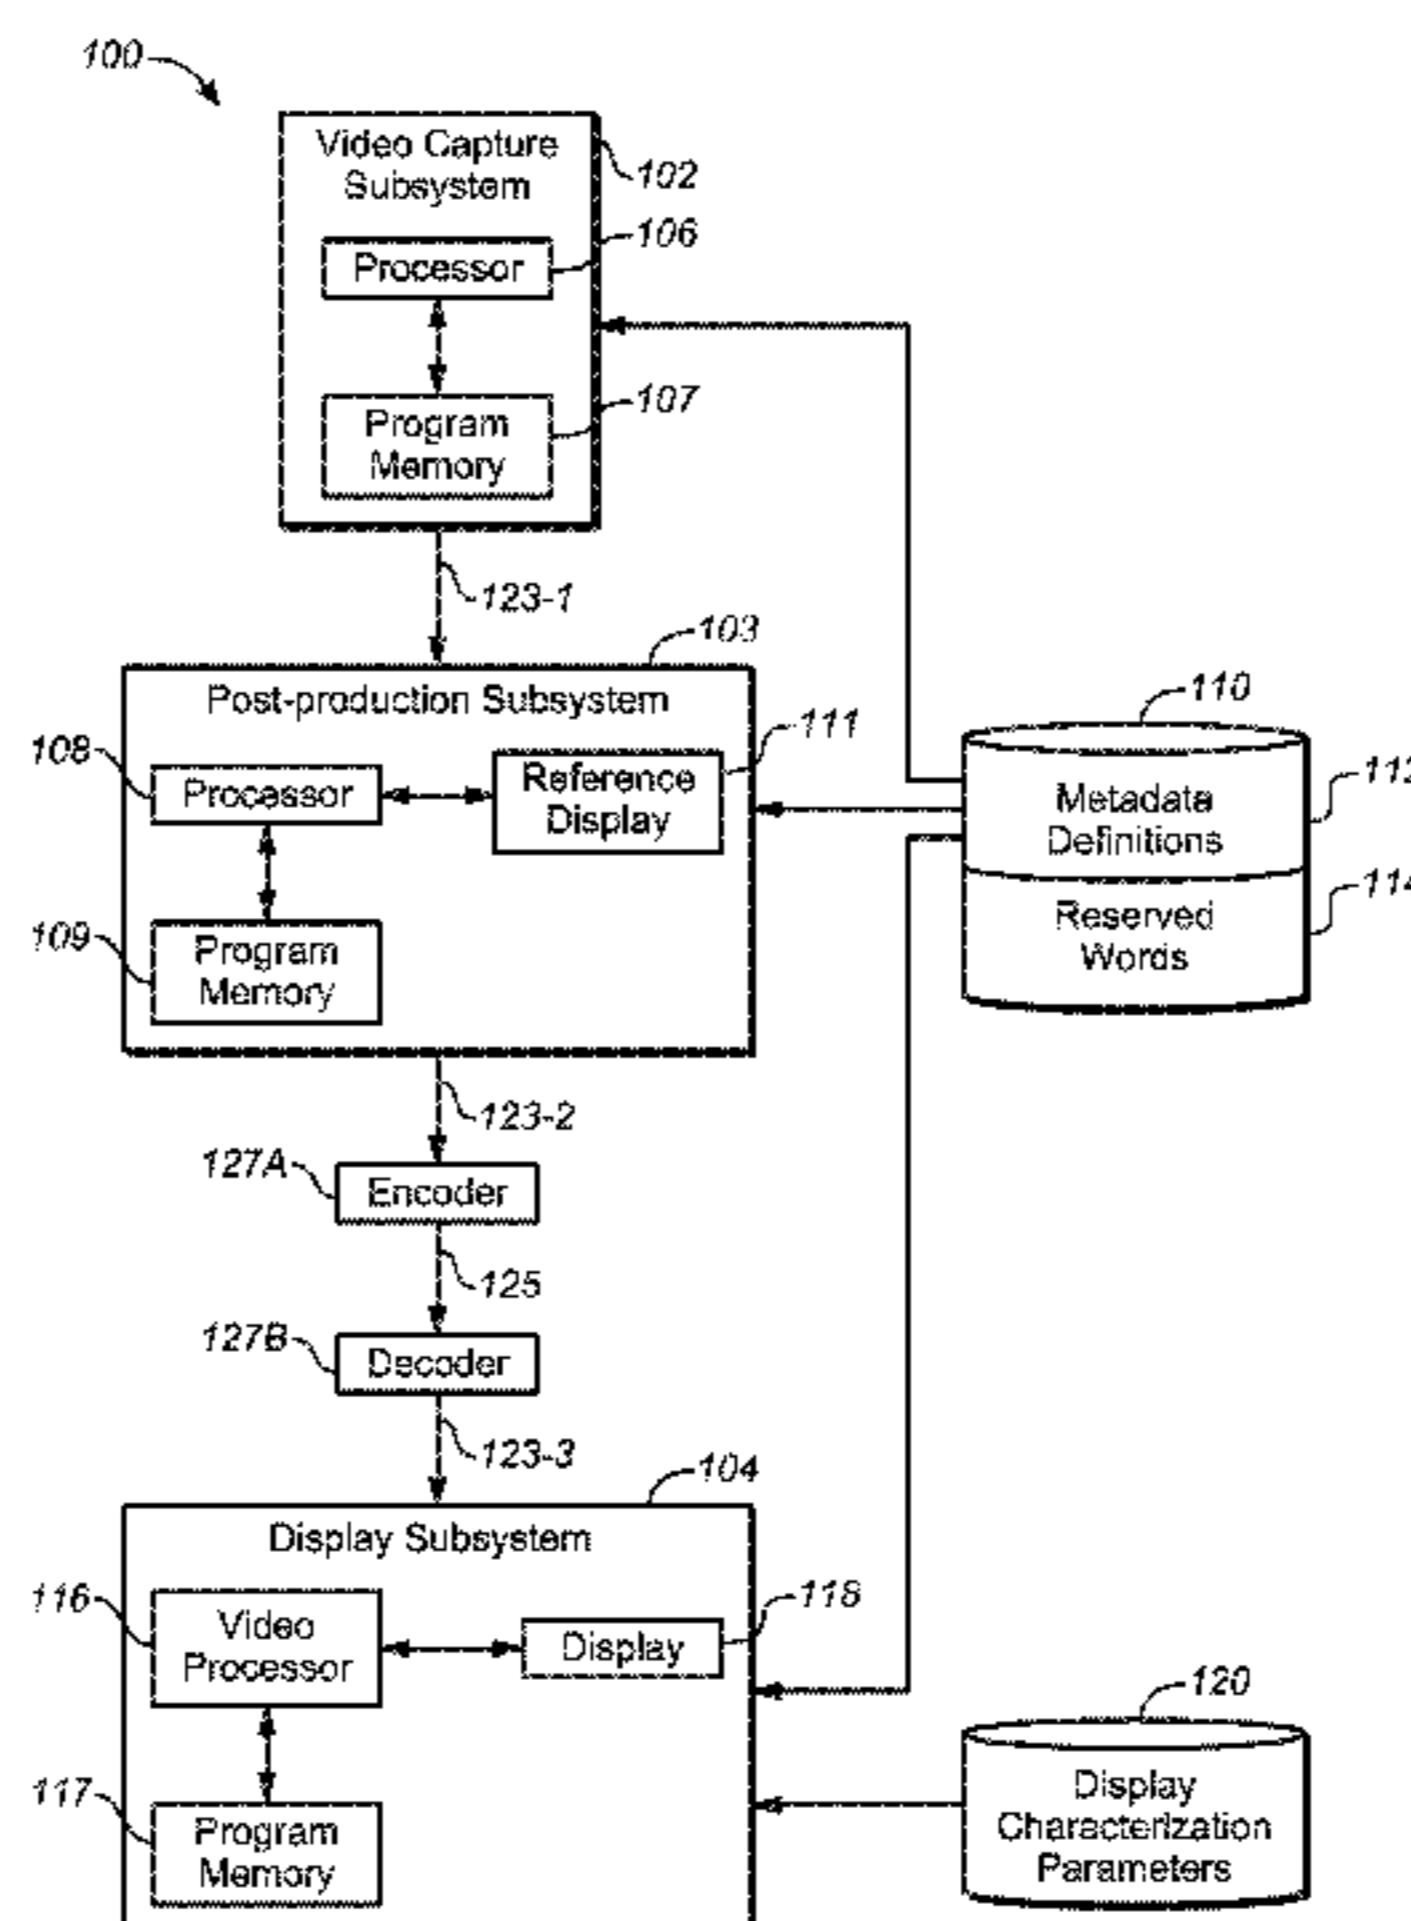 100
Video Capture
Subsystem
102
106
Processor
107
Program
Memory
123-1
103
Post-production Subsystem
110
111
108
Processor
Reference
Display
Metadata
Definitions
114
Reserved
Words
109
Program
Memory
123-2
127A
Encoder
125
127B
Decoder
123-3
104
Display Subsystem
116
Video
Processor
Display
118
120
117
Program
Memory
Display
Characterization
Parameters